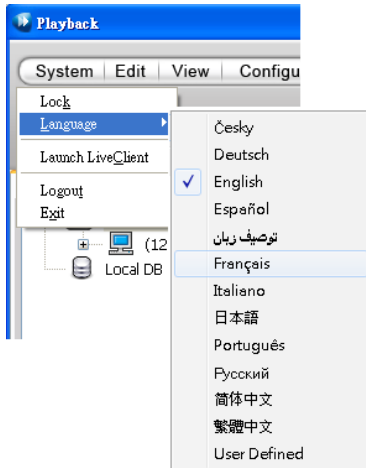 Playback
System Edit View Configu
Lock
Language
Launch LiveClient
Logout
Exit
(12
Local DB
Česky
Deutsch
English
Español
توصیف زبان
Français
Italiano
日本語
Português
Русский
简体中文
繁體中文
User Defined